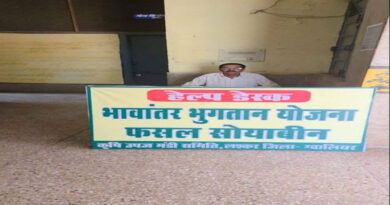 हेल्प डेस्क
भावांतर भुगतान योजना
फसल सोयाबीन
कृषि उपज मंडी समिति, लश्कर जिला- ग्वालियर